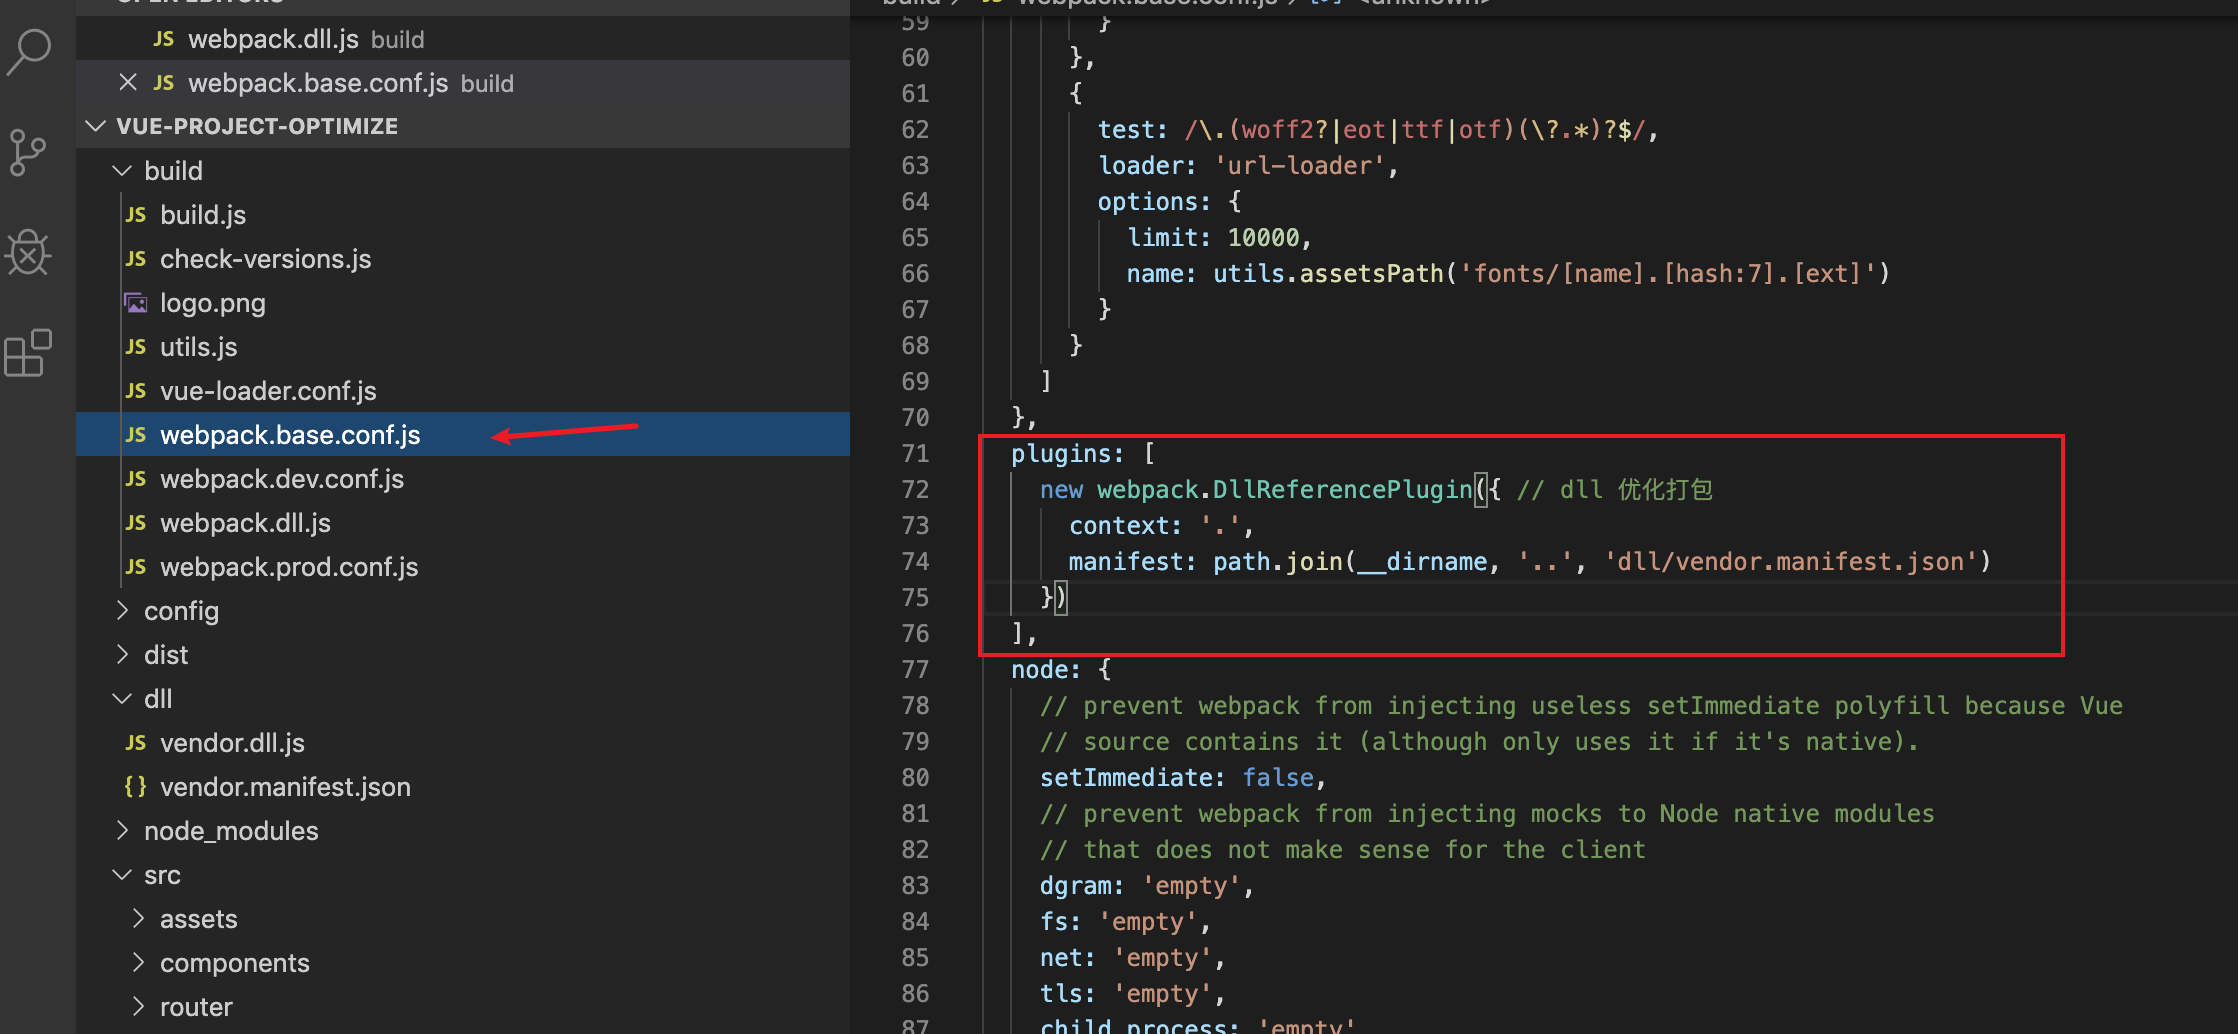 OPEN EDITORS
JS webpack.dll.js build
JS webpack.base.conf.js build
VUE-PROJECT-OPTIMIZE
build
JS build.js
JS check-versions.js
logo.png
JS utils.js
JS vue-loader.conf.js
JS webpack.base.conf.js
JS webpack.dev.conf.js
JS webpack.dll.js
JS webpack.prod.conf.js
config
dist
dll
JS vendor.dll.js
{} vendor.manifest.json
node_modules
src
assets
components
router
build > JS webpack.base.conf.js > <unknown>
59 }
60 },
61 {
62 test: /\.(woff2?|eot|ttf|otf)(\?.*)?$/,
63 loader: 'url-loader',
64 options: {
65 limit: 10000,
66 name: utils.assetsPath('fonts/[name].[hash:7].[ext]')
67 }
68 }
69 ]
70 },
71 plugins: [
72 new webpack.DllReferencePlugin({ // dll 优化打包
73 context: '.',
74 manifest: path.join(__dirname, '..', 'dll/vendor.manifest.json')
75 })
76 ],
77 node: {
78 // prevent webpack from injecting useless setImmediate polyfill because Vue
79 // source contains it (although only uses it if it's native).
80 setImmediate: false,
81 // prevent webpack from injecting mocks to Node native modules
82 // that does not make sense for the client
83 dgram: 'empty',
84 fs: 'empty',
85 net: 'empty',
86 tls: 'empty',
87 child_process: 'empty'